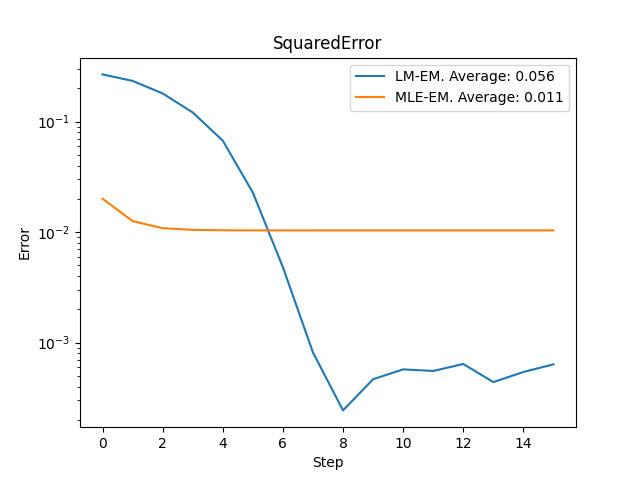 SquaredError
LM-EM. Average: 0.056
MLE-EM. Average: 0.011
Error
10⁻¹
10⁻²
10⁻³
0 2 4 6 8 10 12 14
Step